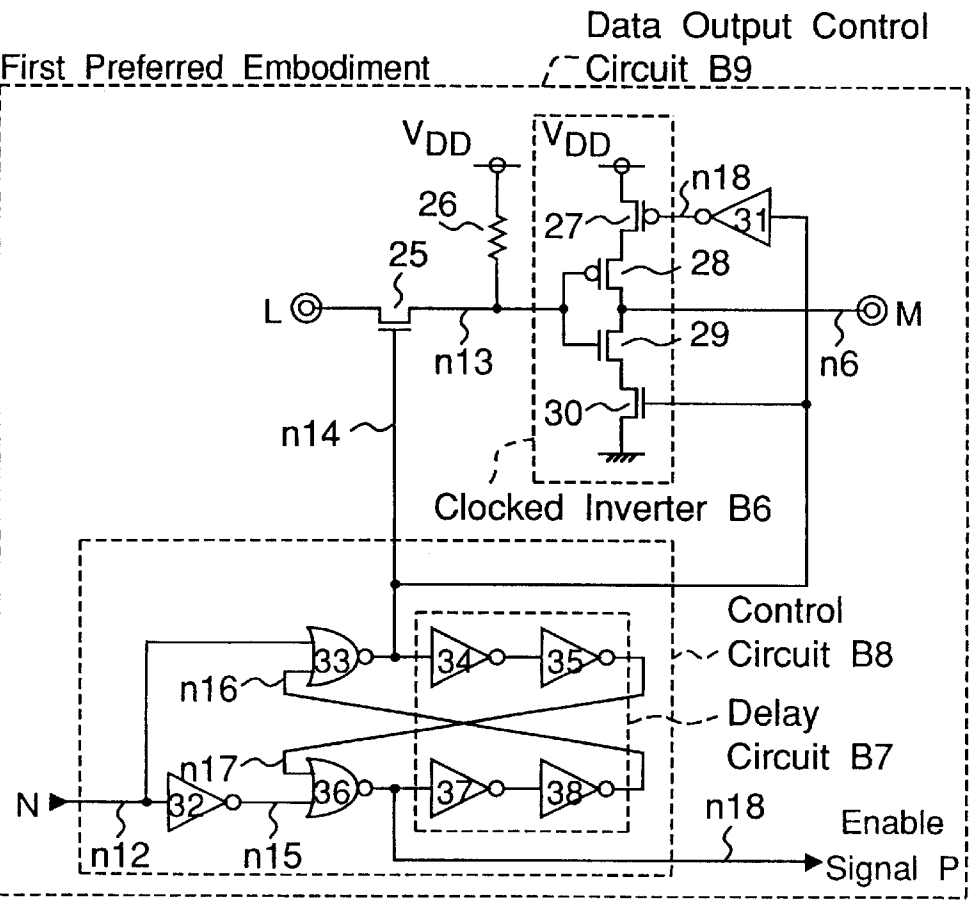 Data Output Control
Circuit B9
First Preferred Embodiment
VDD
VDD
n18
31
26
27
25
28
L
M
29
n13
n6
30
n14
Clocked Inverter B6
Control
Circuit B8
33
34
35
n16
Delay
Circuit B7
n17
N
32
36
37
38
n12
n15
n18
Enable
Signal P